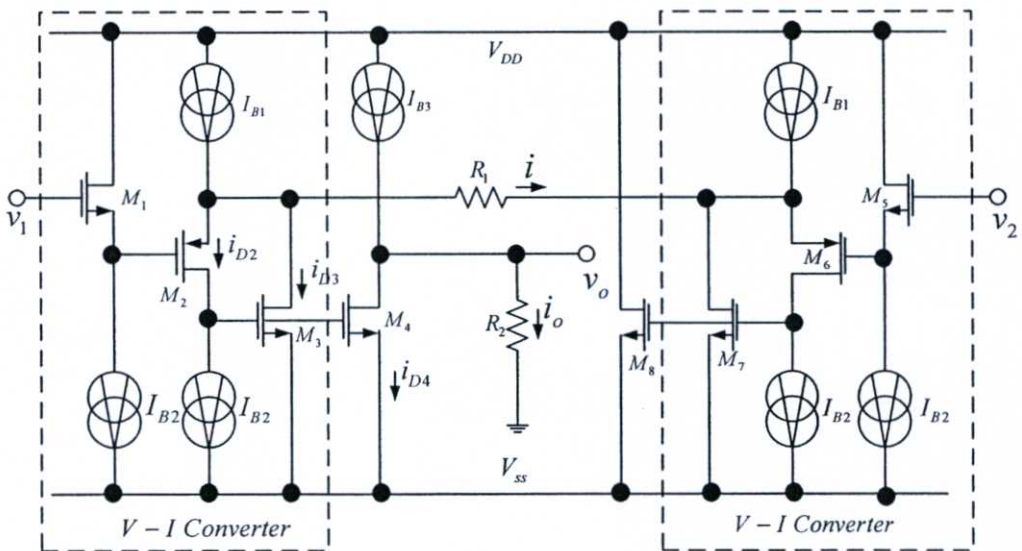 V_DD
I_B1
I_B3
I_B1
R_1
i
v_1
M_1
M_5
v_2
i_D2
M_6
M_2
i_D3
v_o
M_3
M_4
R_2
i_o
M_8
M_7
i_D4
I_B2
I_B2
I_B2
I_B2
V_ss
V – I Converter
V – I Converter